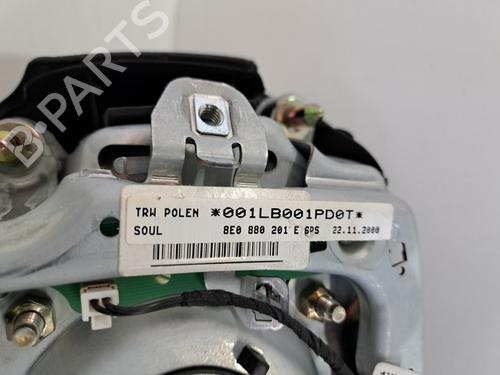 TRW POLEN *001LB001PD0T*
SOUL 8E0 880 201 E 6PS 22.11.2000
B-PARTS